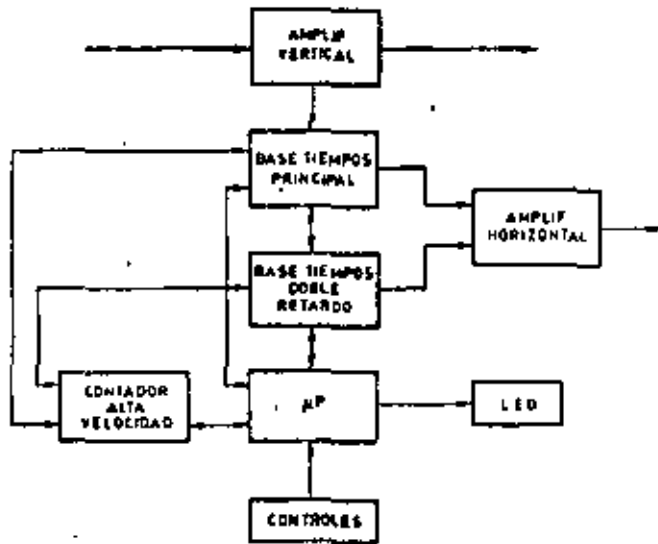 AMPLIF
VERTICAL
BASE TIEMPOS
PRINCIPAL
AMPLIF
HORIZONTAL
BASE TIEMPOS
DOBLE
RETARDO
CONTADOR
ALTA
VELOCIDAD
µP
LED
CONTROLES